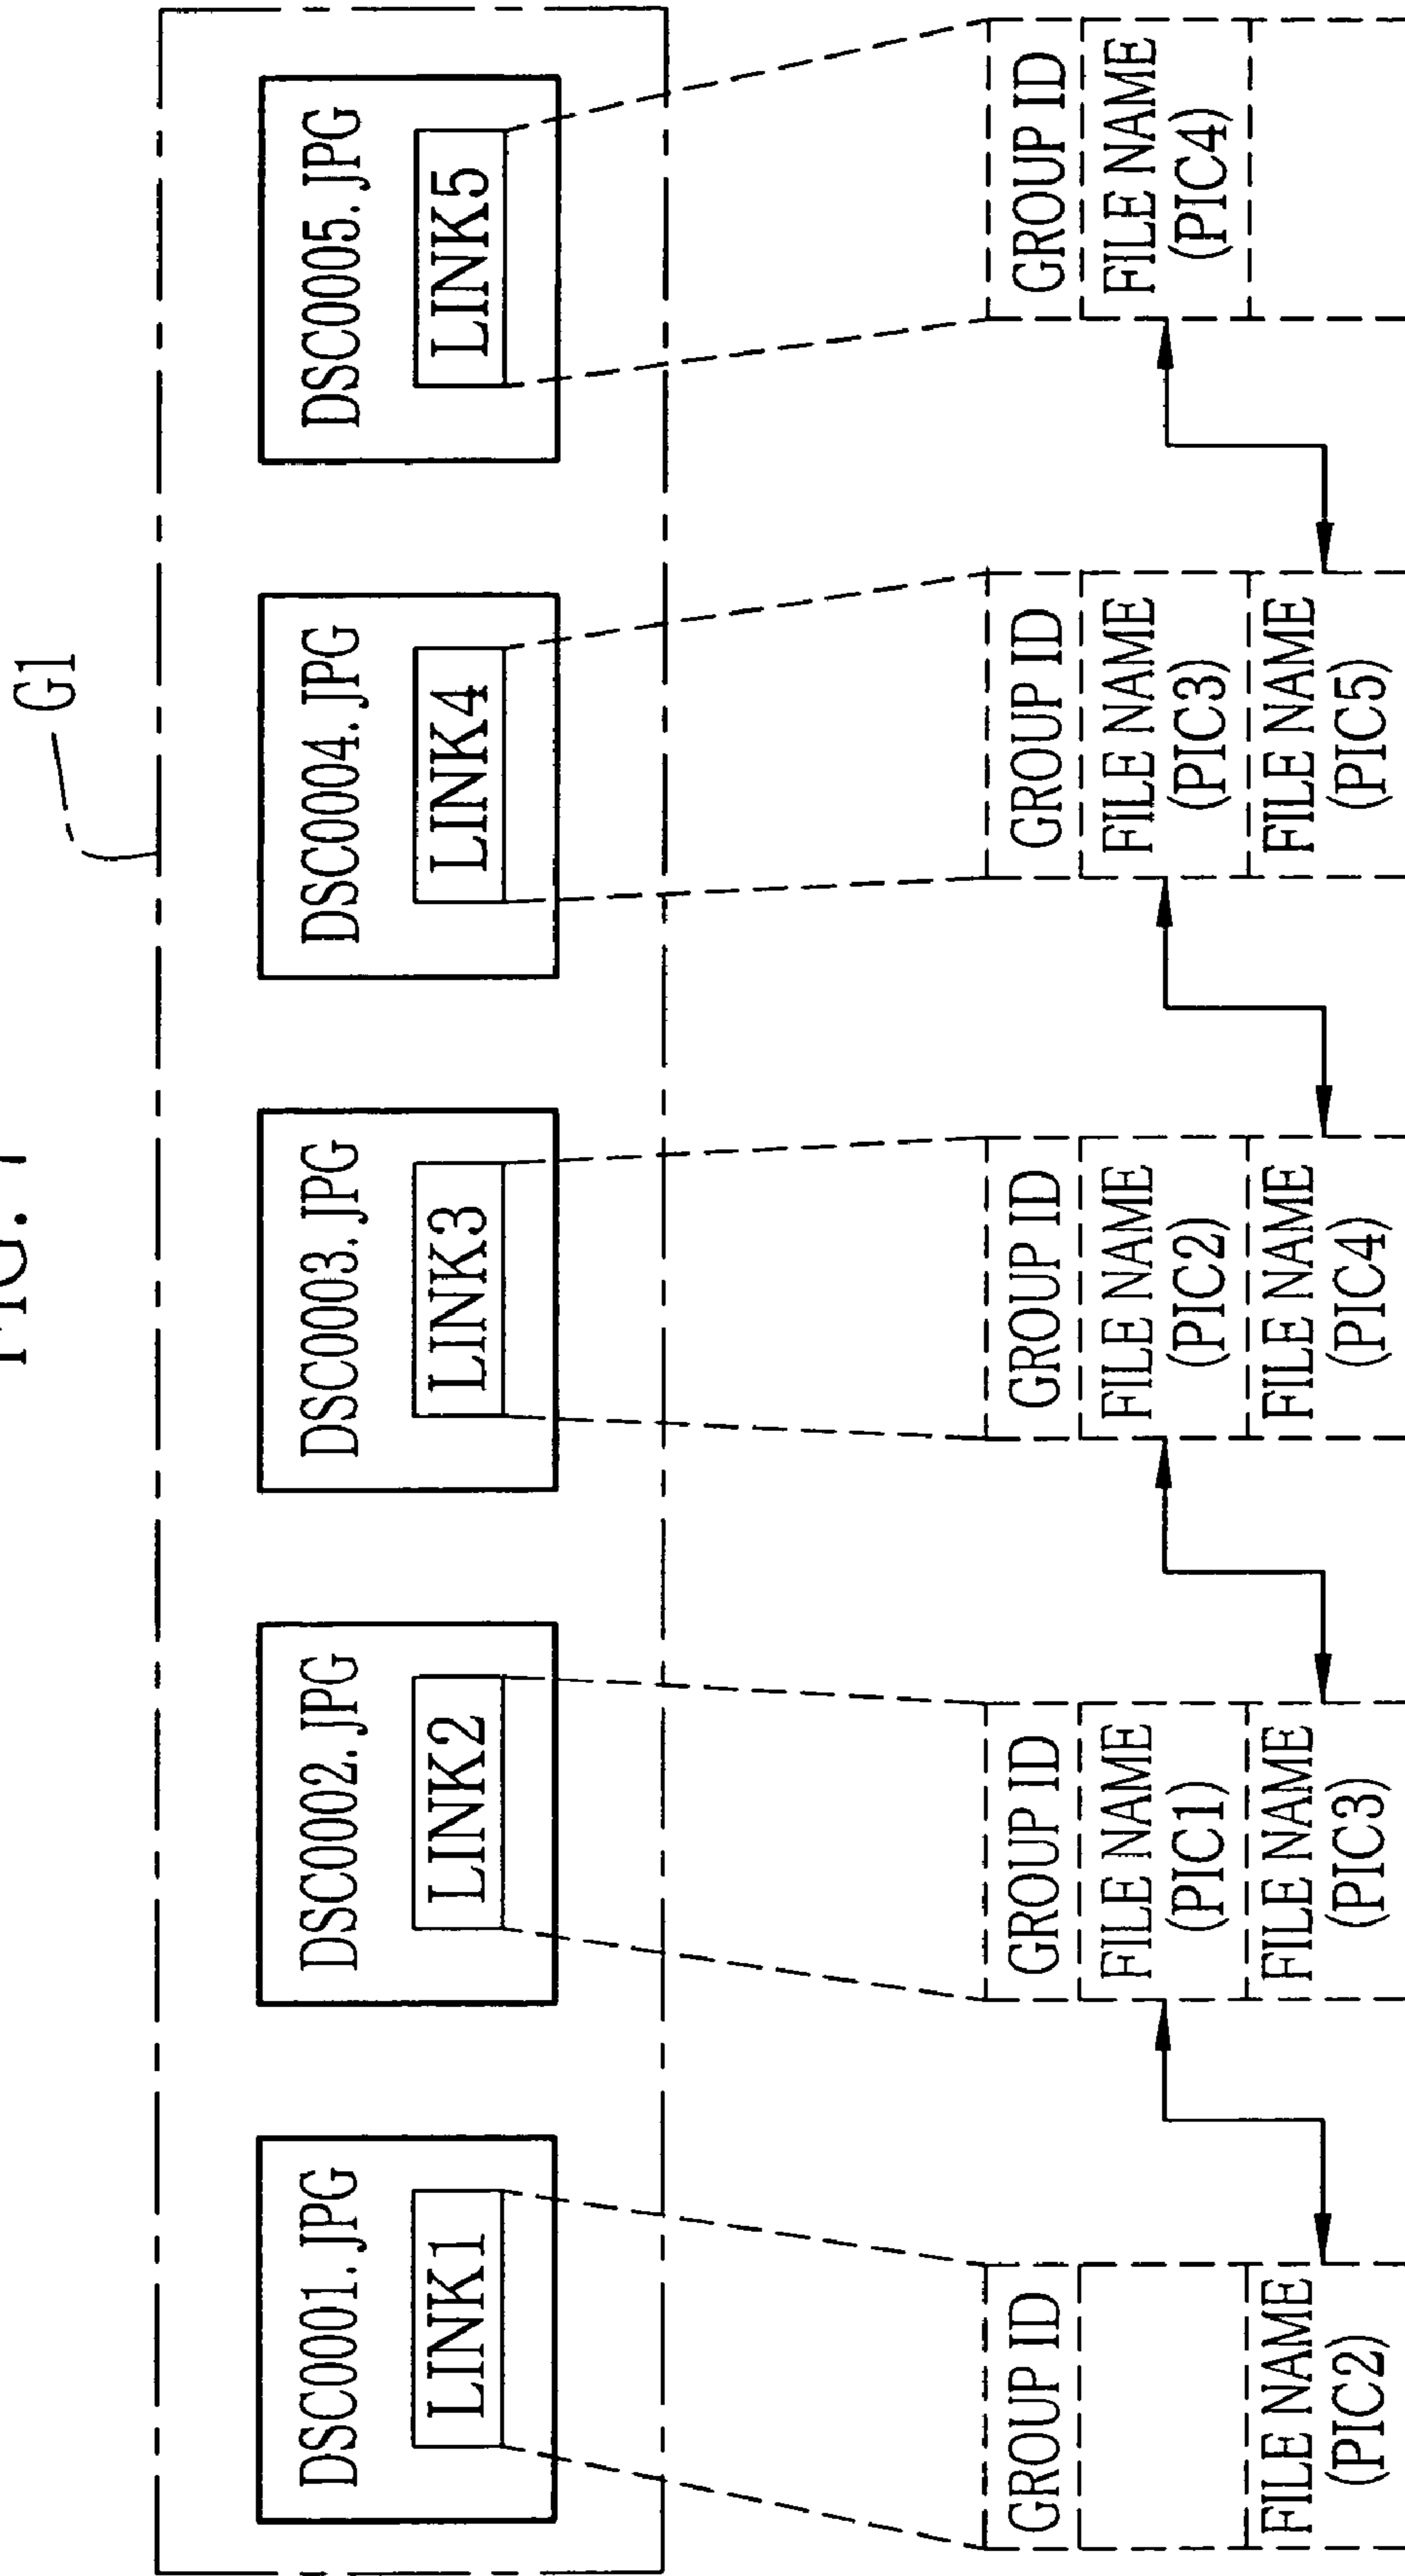 FIG.
G1
DSC0001.JPG
LINK1
DSC0002.JPG
LINK2
DSC0003.JPG
LINK3
DSC0004.JPG
LINK4
DSC0005.JPG
LINK5
GROUP ID
FILE NAME
(PIC2)
GROUP ID
FILE NAME
(PIC1)
FILE NAME
(PIC3)
GROUP ID
FILE NAME
(PIC2)
FILE NAME
(PIC4)
GROUP ID
FILE NAME
(PIC3)
FILE NAME
(PIC5)
GROUP ID
FILE NAME
(PIC4)